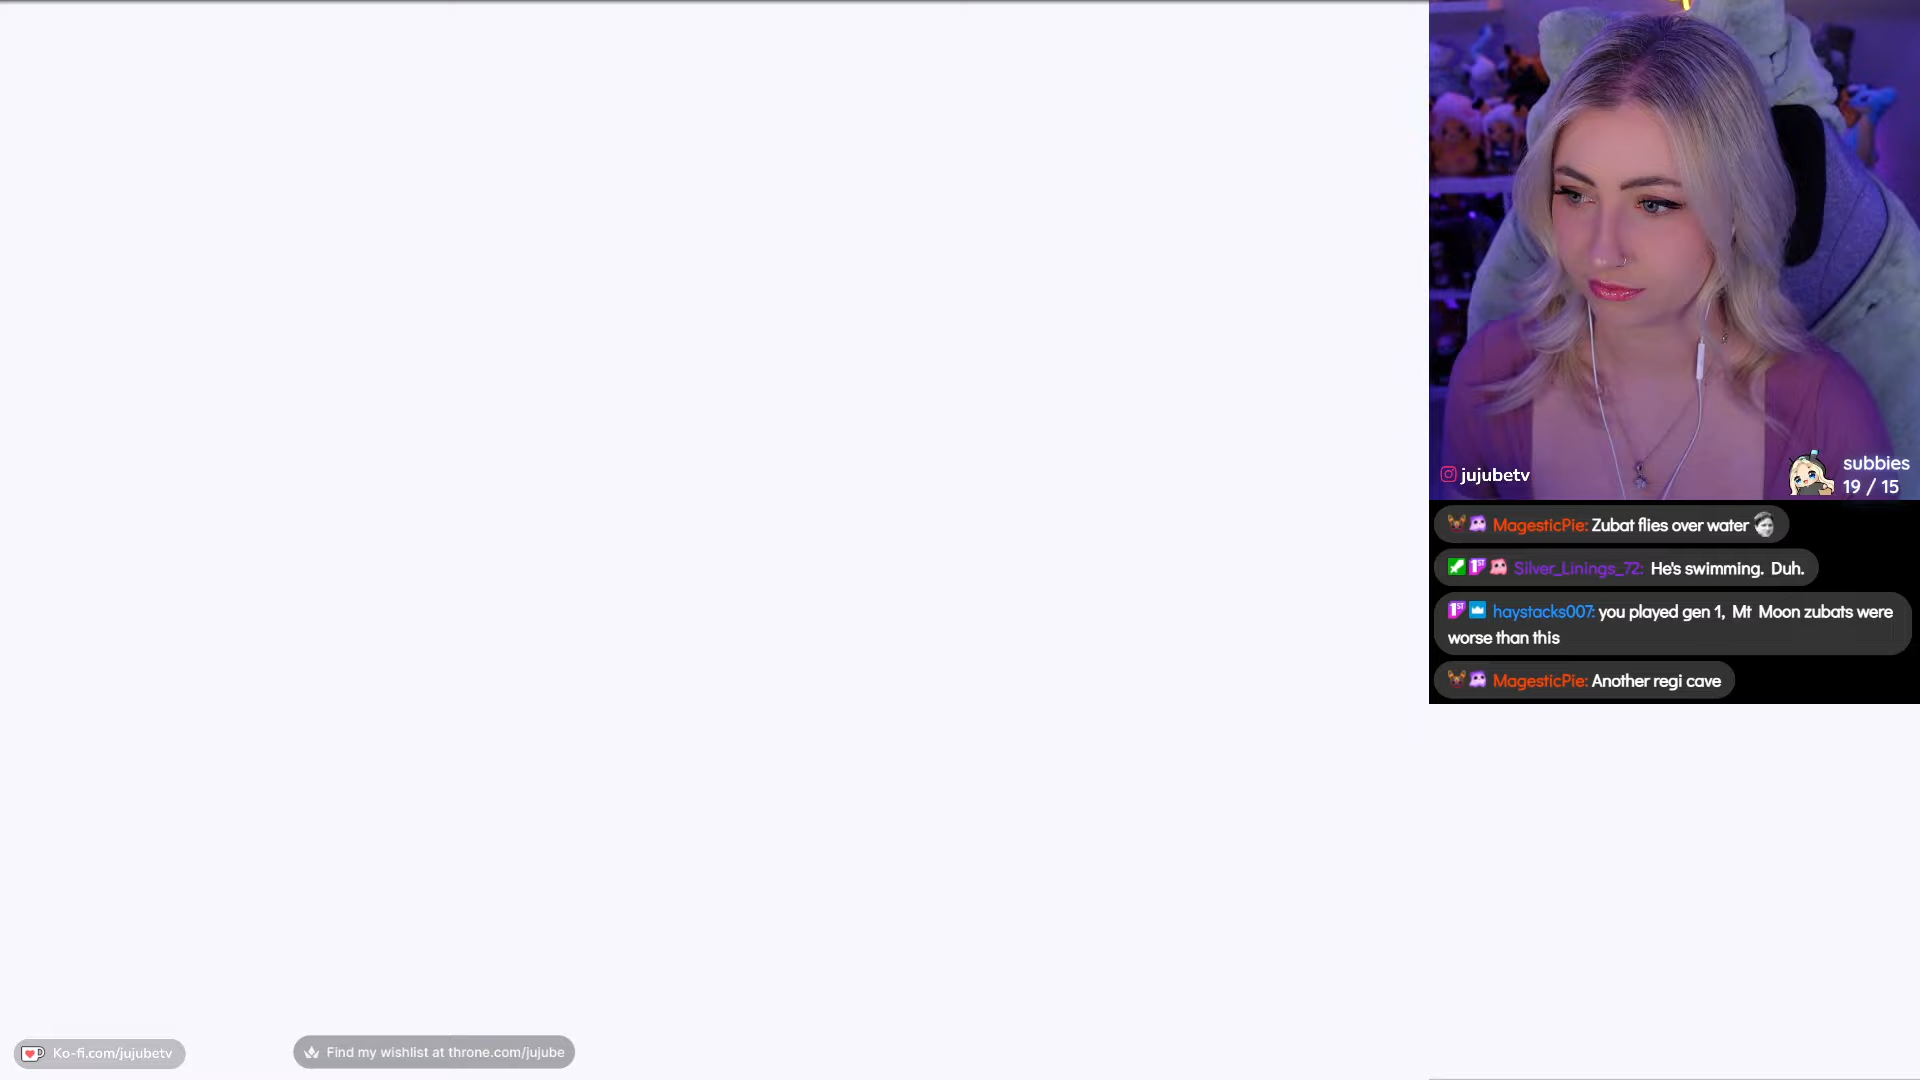 jujubetv
subbies
19 / 15
MagesticPie: Zubat flies over water
1ST Silver_Linings_72: He's swimming. Duh.
1ST haystacks007: you played gen 1, Mt Moon zubats were
worse than this
MagesticPie: Another regi cave
Ko-fi.com/jujubetv
Find my wishlist at throne.com/jujube